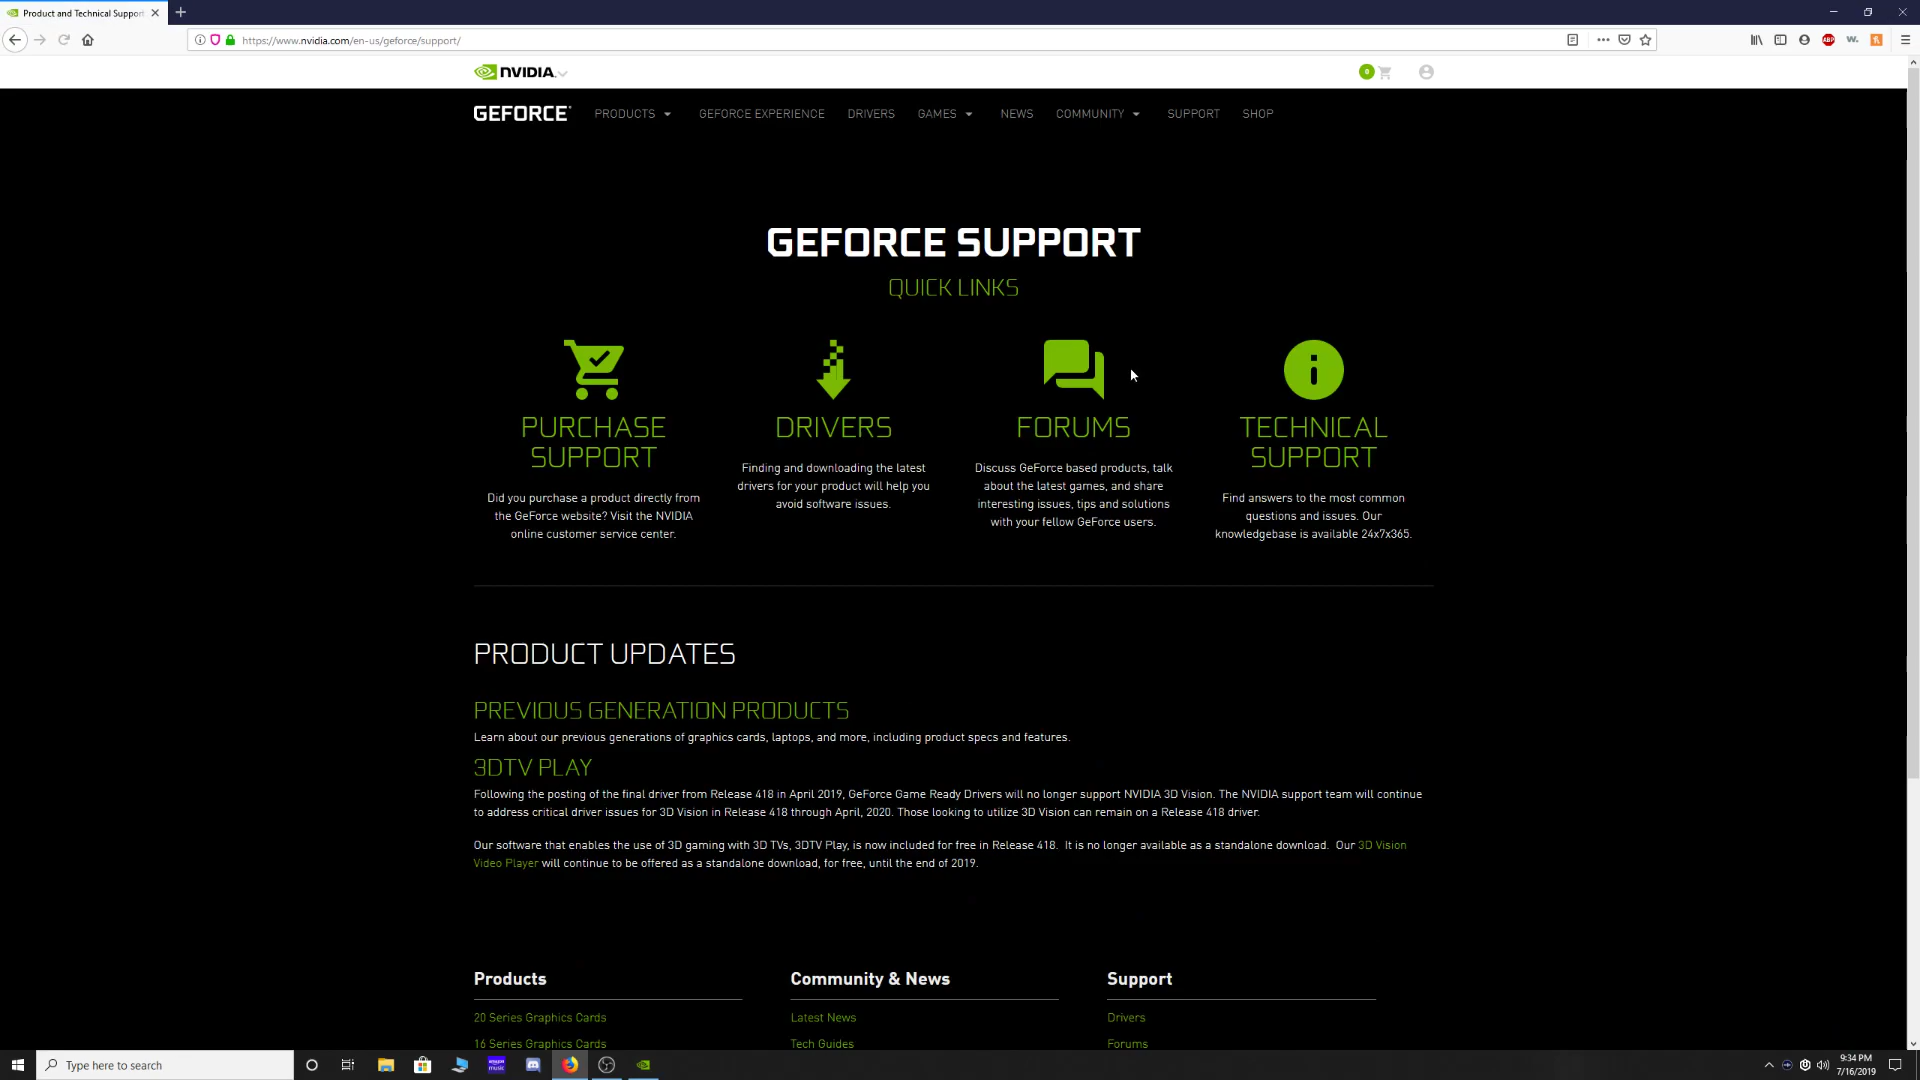 Product and Technical Support
https://www.nvidia.com/en-us/geforce/support/
ABP
W.
NVIDIA.
0
GEFORCE
PRODUCTS
GEFORCE EXPERIENCE
DRIVERS
GAMES
NEWS
COMMUNITY
SUPPORT
SHOP
GEFORCE SUPPORT
QUICK LINKS
PURCHASE
SUPPORT
Did you purchase a product directly from
the GeForce website? Visit the NVIDIA
online customer service center.
DRIVERS
Finding and downloading the latest
drivers for your product will help you
avoid software issues.
FORUMS
Discuss GeForce based products, talk
about the latest games, and share
interesting issues, tips and solutions
with your fellow GeForce users.
TECHNICAL
SUPPORT
Find answers to the most common
questions and issues. Our
knowledgebase is available 24x7x365.
PRODUCT UPDATES
PREVIOUS GENERATION PRODUCTS
Learn about our previous generations of graphics cards, laptops, and more, including product specs and features.
3DTV PLAY
Following the posting of the final driver from Release 418 in April 2019, GeForce Game Ready Drivers will no longer support NVIDIA 3D Vision. The NVIDIA support team will continue
to address critical driver issues for 3D Vision in Release 418 through April, 2020. Those looking to utilize 3D Vision can remain on a Release 418 driver.
Our software that enables the use of 3D gaming with 3D TVs, 3DTV Play, is now included for free in Release 418. It is no longer available as a standalone download. Our 3D Vision
Video Player will continue to be offered as a standalone download, for free, until the end of 2019.
Products
20 Series Graphics Cards
16 Series Graphics Cards
Community & News
Latest News
Tech Guides
Support
Drivers
Forums
Type here to search
amazon
music
9:34 PM
7/16/2019